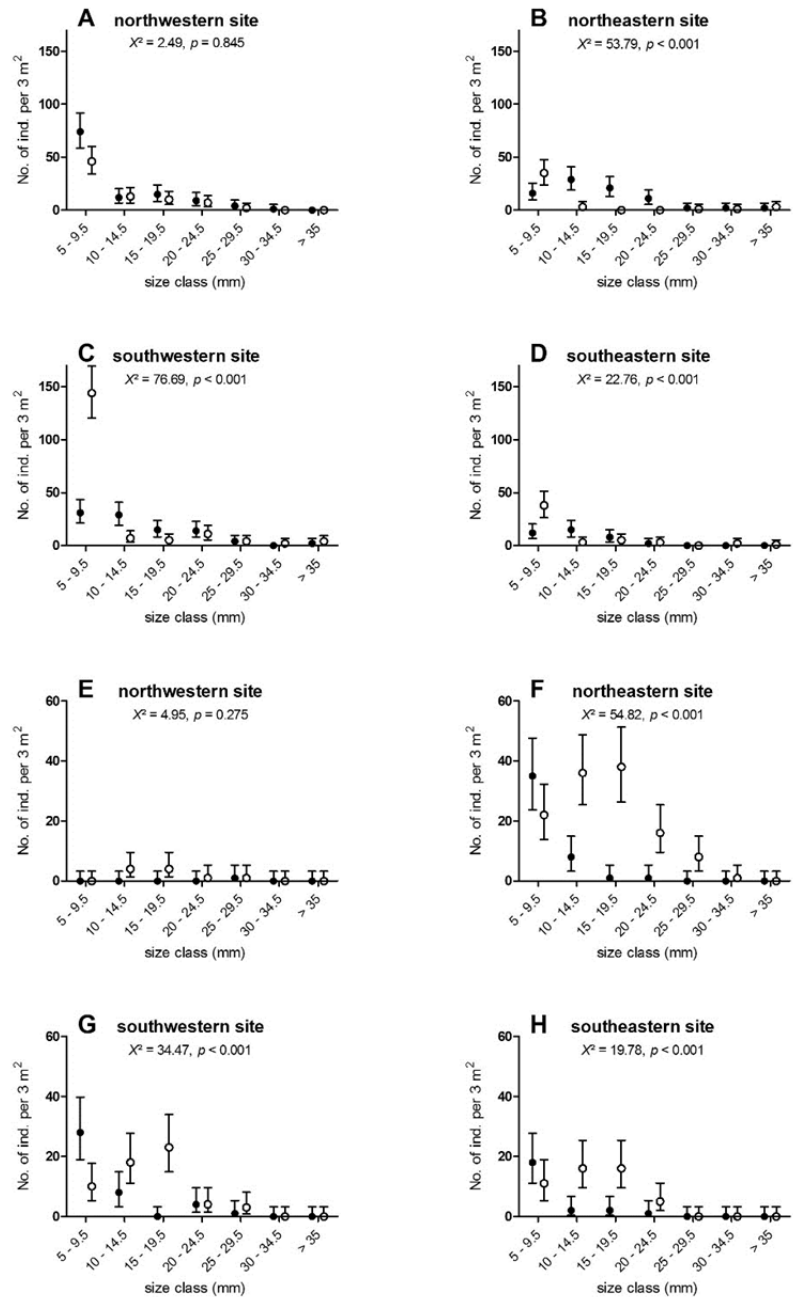 A northwestern site
X² = 2.49, p = 0.845
No. of ind. per 3 m²
150
100
50
0
5 - 9.5
10 - 14.5
15 - 19.5
20 - 24.5
25 - 29.5
30 - 34.5
> 35
size class (mm)
B northeastern site
X² = 53.79, p < 0.001
No. of ind. per 3 m²
150
100
50
0
5 - 9.5
10 - 14.5
15 - 19.5
20 - 24.5
25 - 29.5
30 - 34.5
> 35
size class (mm)
C southwestern site
X² = 76.69, p < 0.001
No. of ind. per 3 m²
150
100
50
0
5 - 9.5
10 - 14.5
15 - 19.5
20 - 24.5
25 - 29.5
30 - 34.5
> 35
size class (mm)
D southeastern site
X² = 22.76, p < 0.001
No. of ind. per 3 m²
150
100
50
0
5 - 9.5
10 - 14.5
15 - 19.5
20 - 24.5
25 - 29.5
30 - 34.5
> 35
size class (mm)
E northwestern site
X² = 4.95, p = 0.275
No. of ind. per 3 m²
60
40
20
0
5 - 9.5
10 - 14.5
15 - 19.5
20 - 24.5
25 - 29.5
30 - 34.5
> 35
size class (mm)
F northeastern site
X² = 54.82, p < 0.001
No. of ind. per 3 m²
60
40
20
0
5 - 9.5
10 - 14.5
15 - 19.5
20 - 24.5
25 - 29.5
30 - 34.5
> 35
size class (mm)
G southwestern site
X² = 34.47, p < 0.001
No. of ind. per 3 m²
60
40
20
0
5 - 9.5
10 - 14.5
15 - 19.5
20 - 24.5
25 - 29.5
30 - 34.5
> 35
size class (mm)
H southeastern site
X² = 19.78, p < 0.001
No. of ind. per 3 m²
60
40
20
0
5 - 9.5
10 - 14.5
15 - 19.5
20 - 24.5
25 - 29.5
30 - 34.5
> 35
size class (mm)